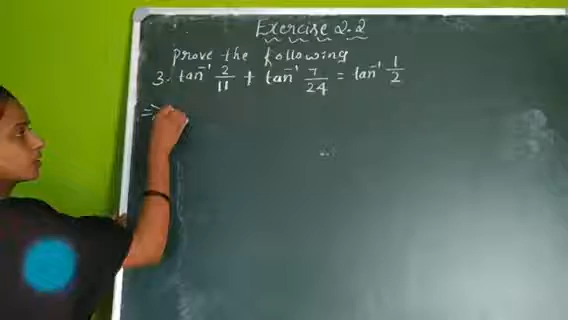 Exercise 2.2
prove the following
3. tan⁻¹ 2/11 + tan⁻¹ 7/24 = tan⁻¹ 1/2
=>